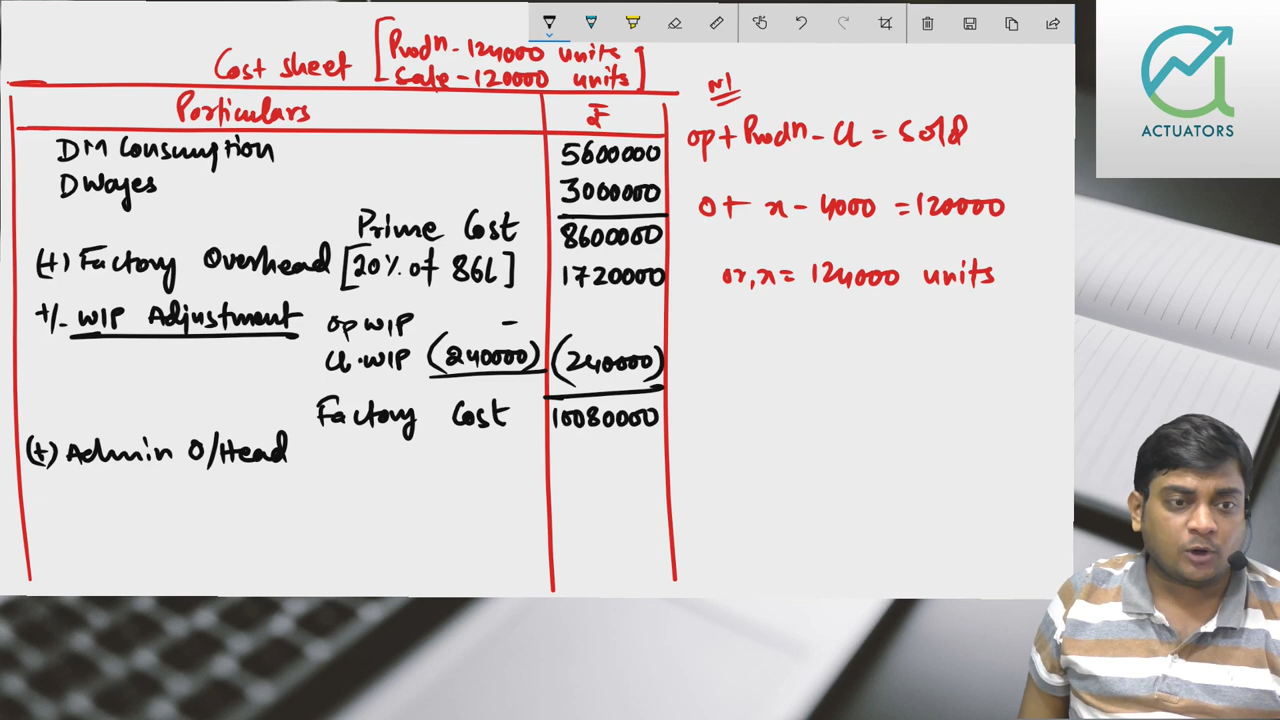 Cost sheet [Prodn - 124000 units
Sale - 120000 units]
Particulars ₹
DM Consumption 5600000
D Wages 3000000
Prime Cost 8600000
(+) Factory Overhead [20% of 86L] 1720000
+/- WIP Adjustment op WIP -
Cl. WIP (240000) (240000)
Factory Cost 10080000
(+) Admin O/Head
N1
op + Prodn - Cl = Sold
0 + x - 4000 = 120000
or, x = 124000 units
ACTUATORS